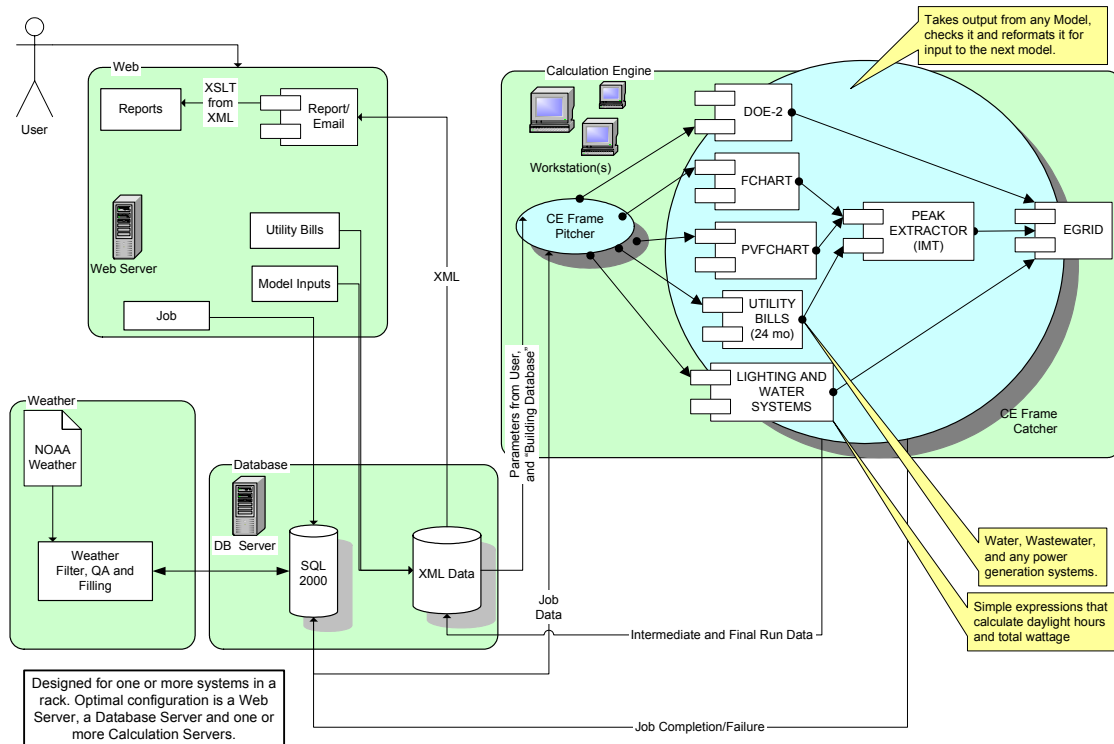 Takes output from any Model,
checks it and reformats it for
input to the next model.
User
Web
Reports
XSLT
from
XML
Report/
Email
Web Server
Utility Bills
Model Inputs
Job
XML
Calculation Engine
Workstation(s)
CE Frame
Pitcher
DOE-2
FCHART
PVFCHART
UTILITY
BILLS
(24 mo)
LIGHTING AND
WATER
SYSTEMS
PEAK
EXTRACTOR
(IMT)
EGRID
CE Frame
Catcher
Parameters from User,
and "Building Database"
Weather
NOAA
Weather
Weather
Filter, QA and
Filling
Database
DB Server
SQL
2000
XML Data
Job
Data
Intermediate and Final Run Data
Job Completion/Failure
Water, Wastewater,
and any power
generation systems.
Simple expressions that
calculate daylight hours
and total wattage
Designed for one or more systems in a
rack. Optimal configuration is a Web
Server, a Database Server and one or
more Calculation Servers.